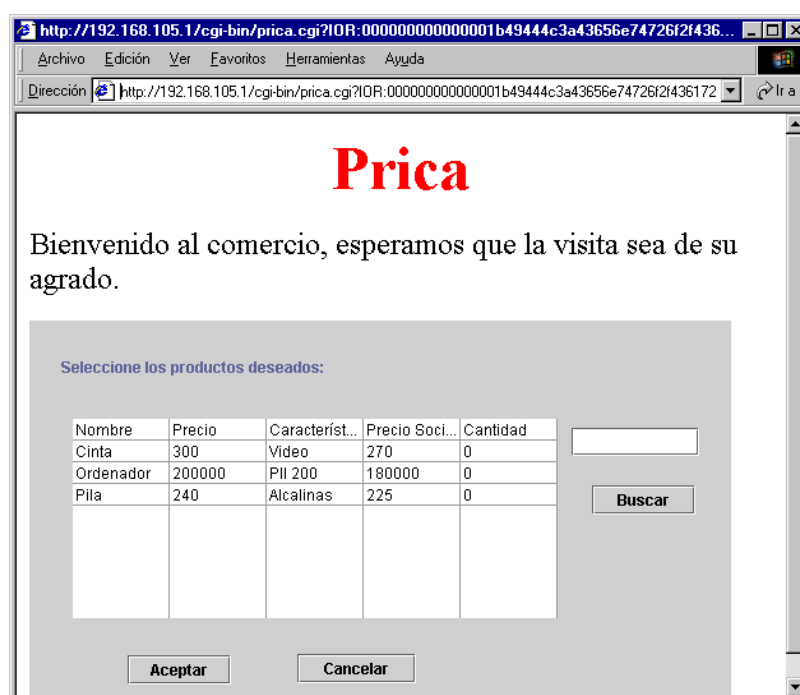 http://192.168.105.1/cgi-bin/prica.cgi?IOR:000000000000001b49444c3a43656e74726f2f436...
Archivo Edición Ver Favoritos Herramientas Ayuda
Dirección http://192.168.105.1/cgi-bin/prica.cgi?IOR:000000000000001b49444c3a43656e74726f2f436172 Ir a
Prica
Bienvenido al comercio, esperamos que la visita sea de su
agrado.
Seleccione los productos deseados:
Nombre Precio Característ... Precio Soci... Cantidad
Cinta 300 Video 270 0
Ordenador 200000 PII 200 180000 0
Pila 240 Alcalinas 225 0
Buscar
Aceptar Cancelar